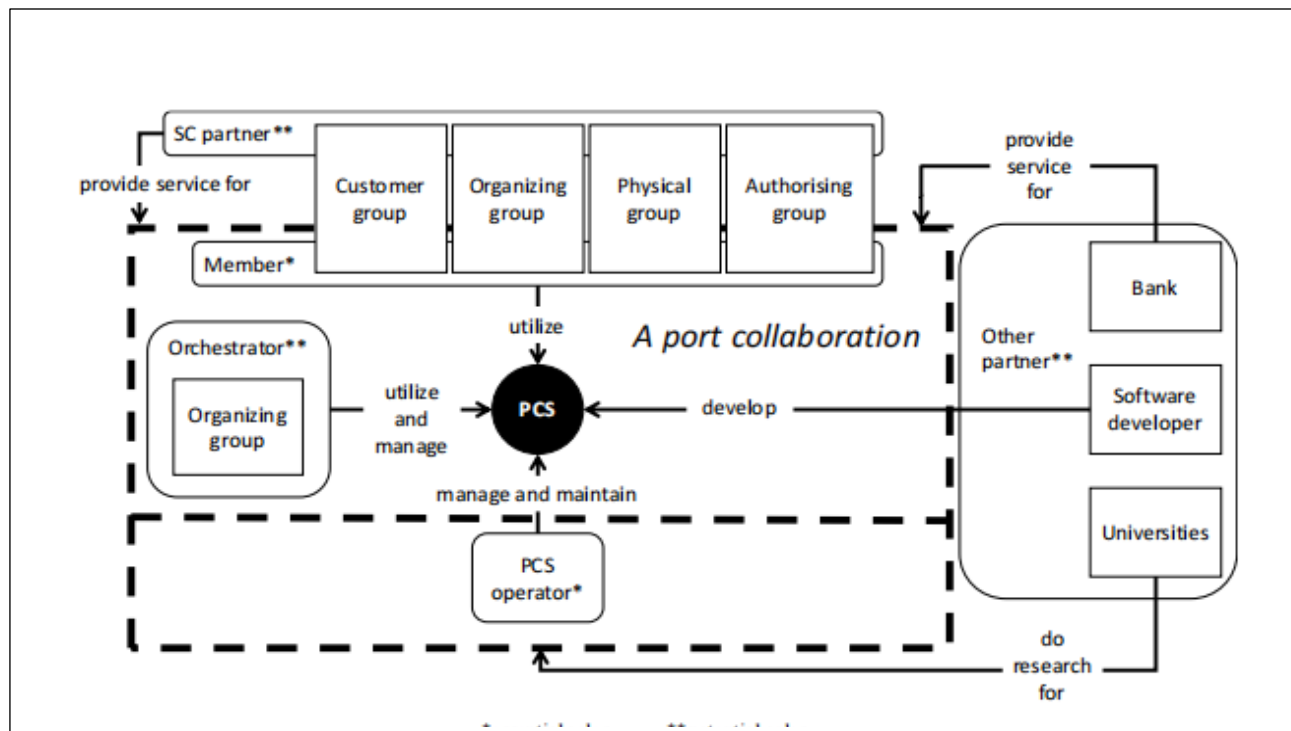 SC partner**
provide service for
Customer
group
Organizing
group
Physical
group
Authorising
group
provide
service
for
Member*
Bank
utilize
A port collaboration
Other
partner**
Orchestrator**
Organizing
group
utilize
and
manage
PCS
develop
Software
developer
manage and maintain
Universities
PCS
operator*
do
research
for